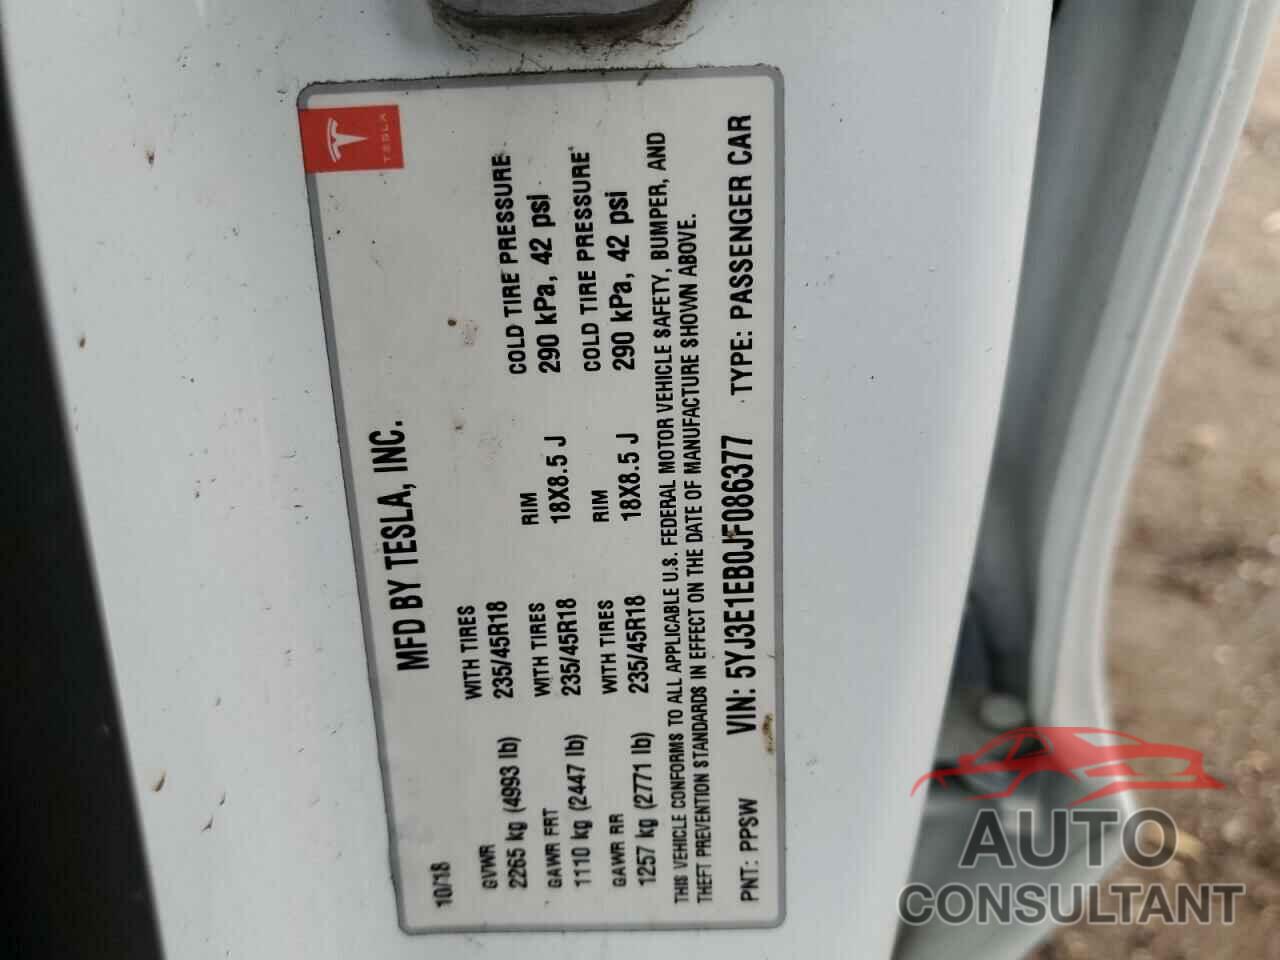 TESLA
MFD BY TESLA, INC.
10/18
GVWR WITH TIRES RIM COLD TIRE PRESSURE
2265 kg (4993 lb) 235/45R18
GAWR FRT WITH TIRES RIM COLD TIRE PRESSURE
1110 kg (2447 lb) 235/45R18 18X8.5 J 290 kPa, 42 psi
GAWR RR WITH TIRES RIM COLD TIRE PRESSURE
1257 kg (2771 lb) 235/45R18 18X8.5 J 290 kPa, 42 psi
THIS VEHICLE CONFORMS TO ALL APPLICABLE U.S. FEDERAL MOTOR VEHICLE SAFETY, BUMPER, AND
THEFT PREVENTION STANDARDS IN EFFECT ON THE DATE OF MANUFACTURE SHOWN ABOVE.
PNT: PPSW VIN: 5YJ3E1EB0JF086377 TYPE: PASSENGER CAR
AUTO
CONSULTANT